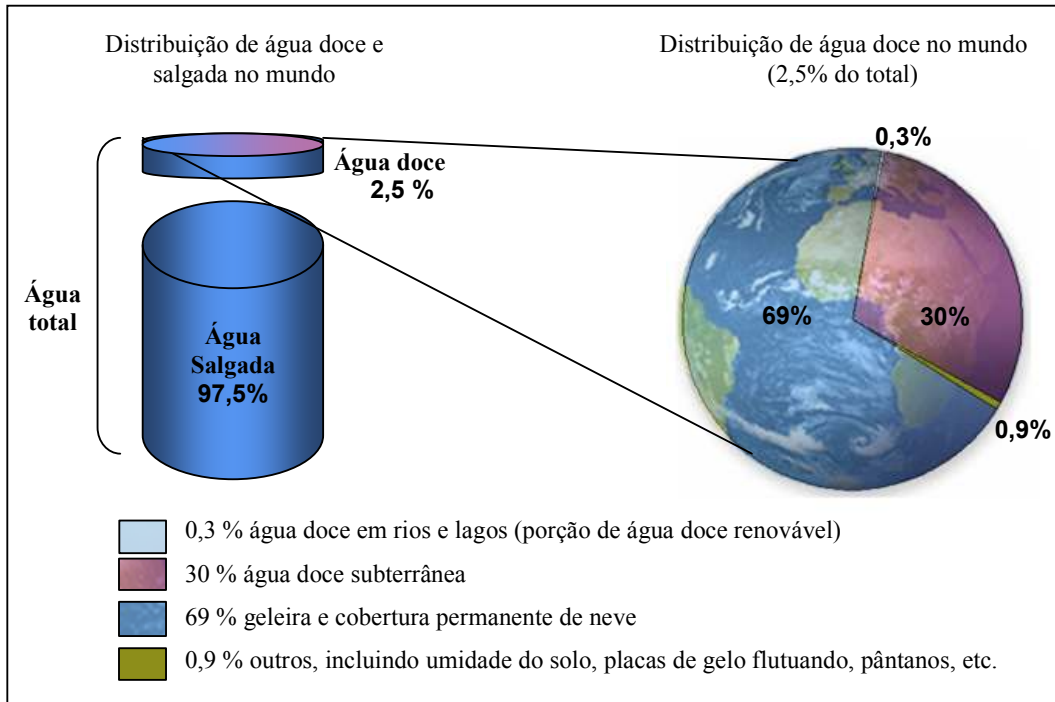 Distribuição de água doce e
salgada no mundo
Distribuição de água doce no mundo
(2,5% do total)
Água doce
2,5 %
Água
total
Água
Salgada
97,5%
0,3%
69%
30%
0,9%
0,3 % água doce em rios e lagos (porção de água doce renovável)
30 % água doce subterrânea
69 % geleira e cobertura permanente de neve
0,9 % outros, incluindo umidade do solo, placas de gelo flutuando, pântanos, etc.